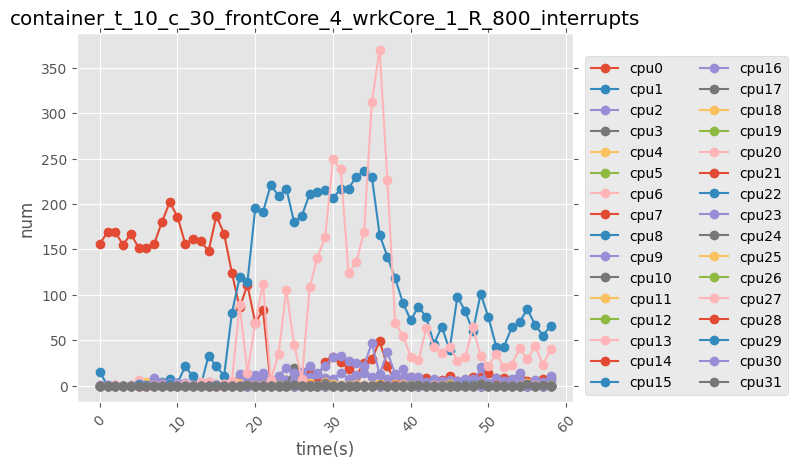 container_t_10_c_30_frontCore_4_wrkCore_1_R_800_interrupts
350
300
250
200
150
100
50
0
num
0
10
20
30
40
50
60
time(s)
cpu0
cpu1
cpu2
cpu3
cpu4
cpu5
cpu6
cpu7
cpu8
cpu9
cpu10
cpu11
cpu12
cpu13
cpu14
cpu15
cpu16
cpu17
cpu18
cpu19
cpu20
cpu21
cpu22
cpu23
cpu24
cpu25
cpu26
cpu27
cpu28
cpu29
cpu30
cpu31